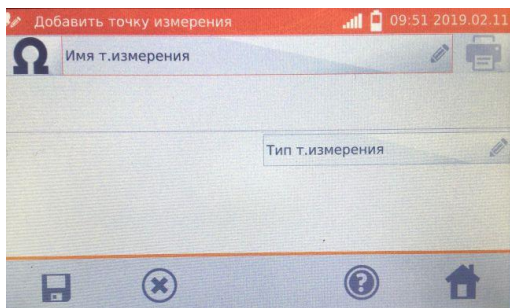 Добавить точку измерения 09:51 2019.02.11
Имя т.измерения
Тип т.измерения